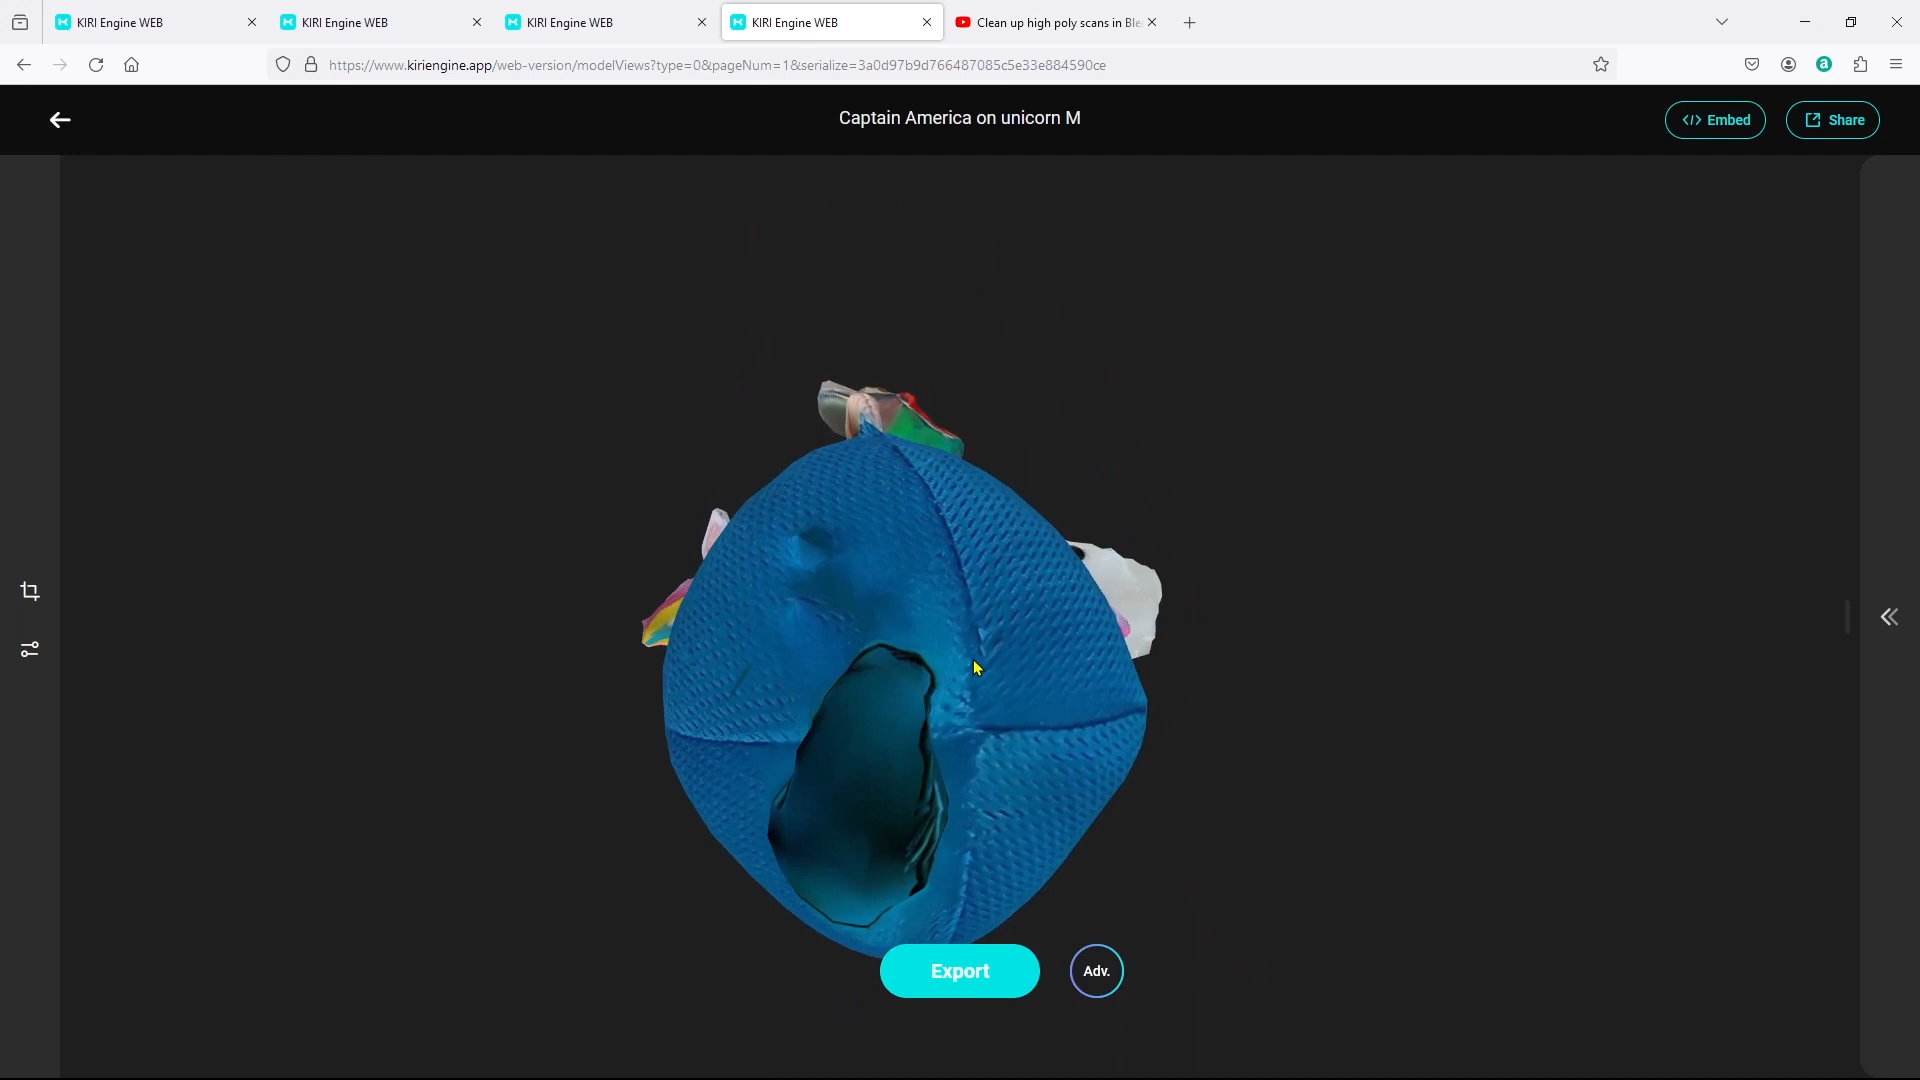 KIRI Engine WEB
KIRI Engine WEB
KIRI Engine WEB
KIRI Engine WEB
Clean up high poly scans in Ble
https://www.kiriengine.app/web-version/modelViews?type=0&pageNum=1&serialize=3a0d97b9d766487085c5e33e884590ce
a
Captain America on unicorn M
</> Embed
Share
Export
Adv.